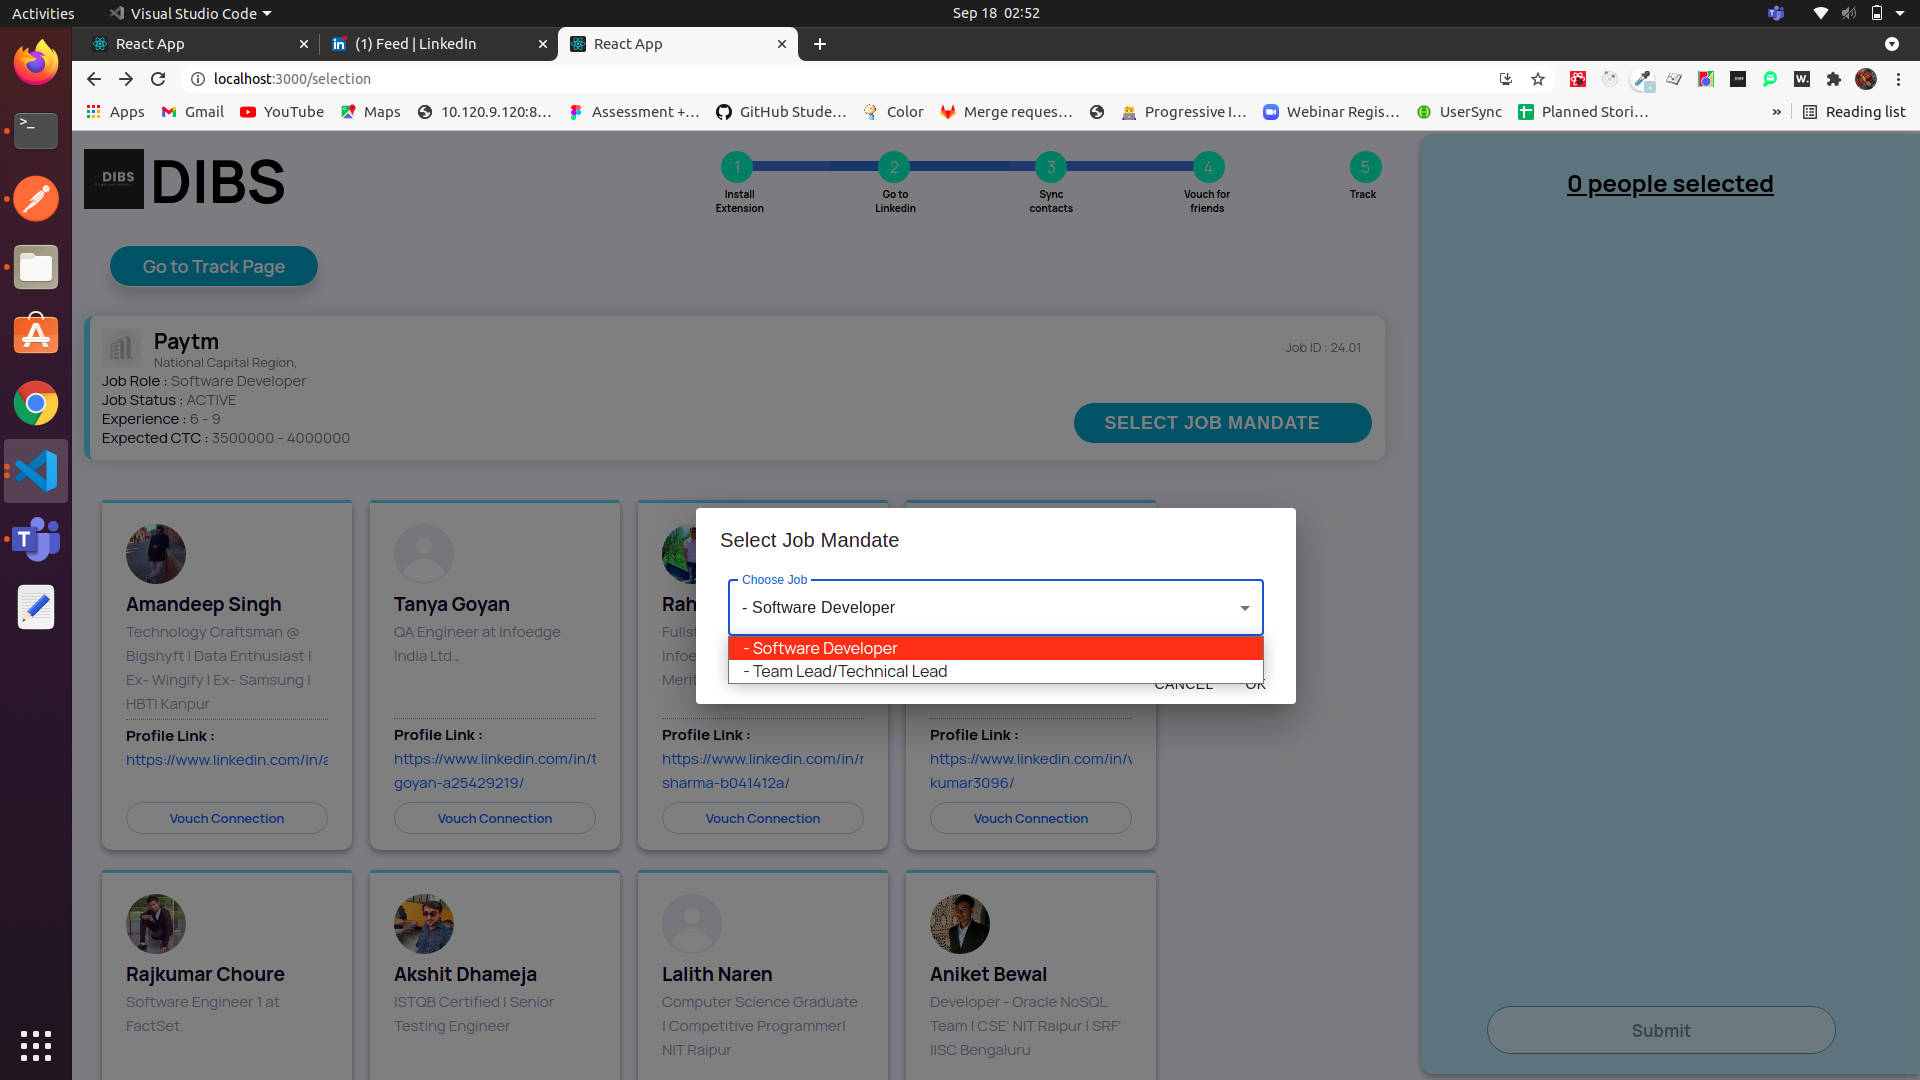 Activities
Visual Studio Code
Sep 18 02:52
React App
(1) Feed | LinkedIn
React App
localhost:3000/selection
Apps
Gmail
YouTube
Maps
10.120.9.120:8…
Assessment +…
GitHub Stude…
Color
Merge reques…
Progressive I…
Webinar Regis…
UserSync
Planned Stori…
»
Reading list
DIBS
DIBS
1
2
3
4
5
Install
Extension
Go to
Linkedin
Sync
contacts
Vouch for
friends
Track
0 people selected
Go to Track Page
Paytm
National Capital Region,
Job ID : 24.01
Job Role : Software Developer
Job Status : ACTIVE
Experience : 6 - 9
Expected CTC : 3500000 - 4000000
SELECT JOB MANDATE
Select Job Mandate
Choose Job
- Software Developer
- Software Developer
- Team Lead/Technical Lead
CANCEL
OK
Amandeep Singh
Technology Craftsman @
Bigshyft | Data Enthusiast |
Ex- Wingify | Ex- Samsung |
HBTI Kanpur
Profile Link :
https://www.linkedin.com/in/a
Vouch Connection
Tanya Goyan
QA Engineer at Infoedge
India Ltd.,
Profile Link :
https://www.linkedin.com/in/t
goyan-a25429219/
Vouch Connection
Rah
Fullst
Infoe
Merit
Profile Link :
https://www.linkedin.com/in/r
sharma-b041412a/
Vouch Connection
Profile Link :
https://www.linkedin.com/in/v
kumar3096/
Vouch Connection
Rajkumar Choure
Software Engineer 1 at
FactSet
Akshit Dhameja
ISTQB Certified | Senior
Testing Engineer
Lalith Naren
Computer Science Graduate
| Competitive Programmer|
NIT Raipur
Aniket Bewal
Developer - Oracle NoSQL
Team | CSE' NIT Raipur | SRF'
IISC Bengaluru
Submit